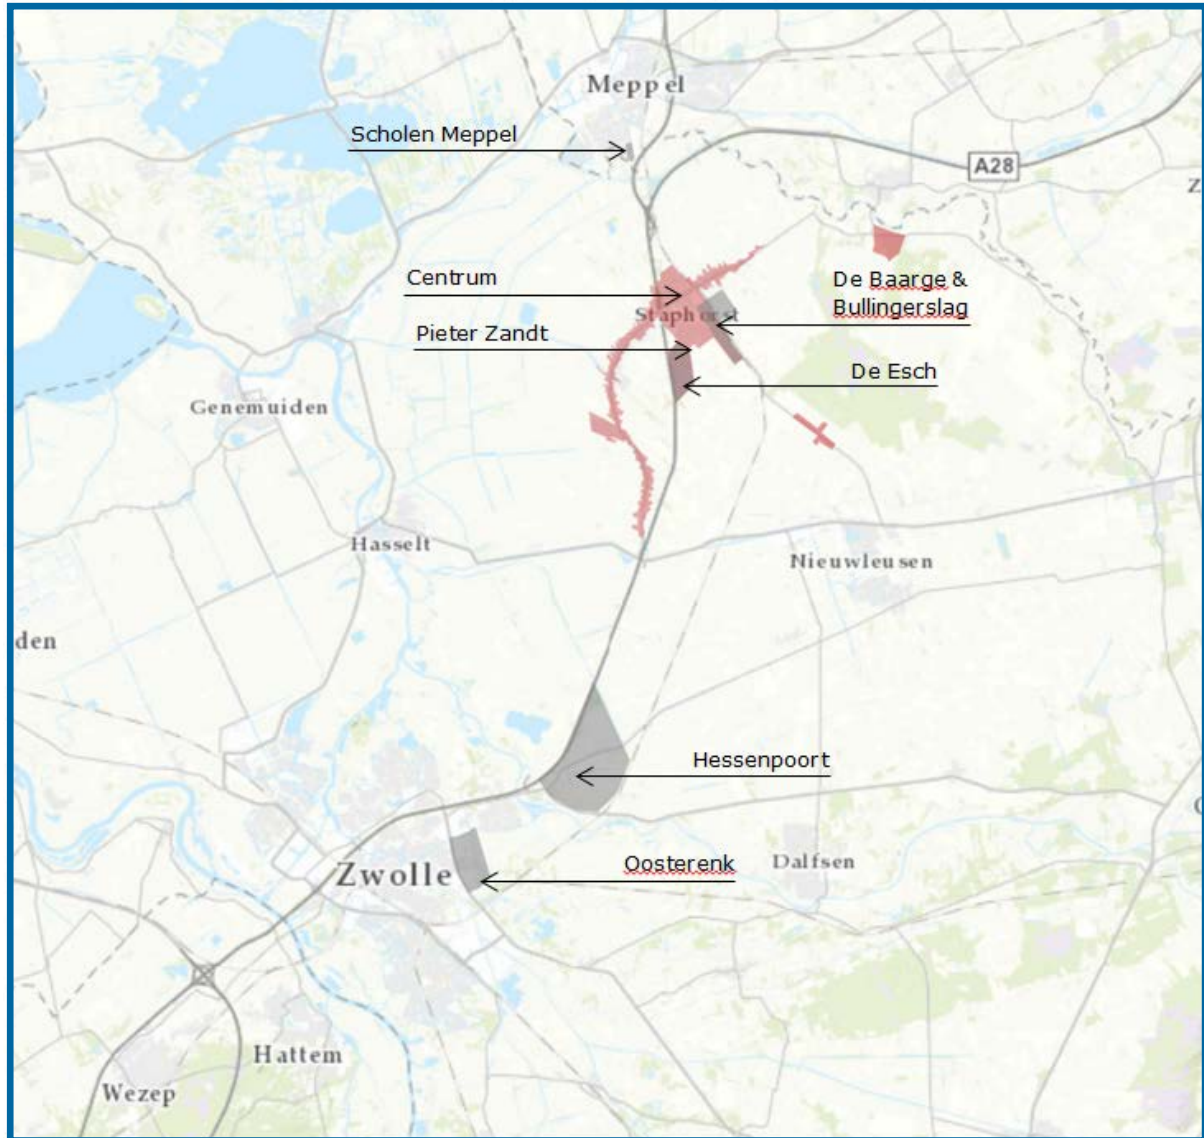 Meppel
Scholen Meppel
A28
Z
Centrum
De Baarge &
Bullingerslag
Staphorst
Pieter Zandt
De Esch
Genemuiden
Hasselt
Nieuwleusen
den
Hessenpoort
Oosterenk
Dalfsen
Zwolle
Hattem
Wezep